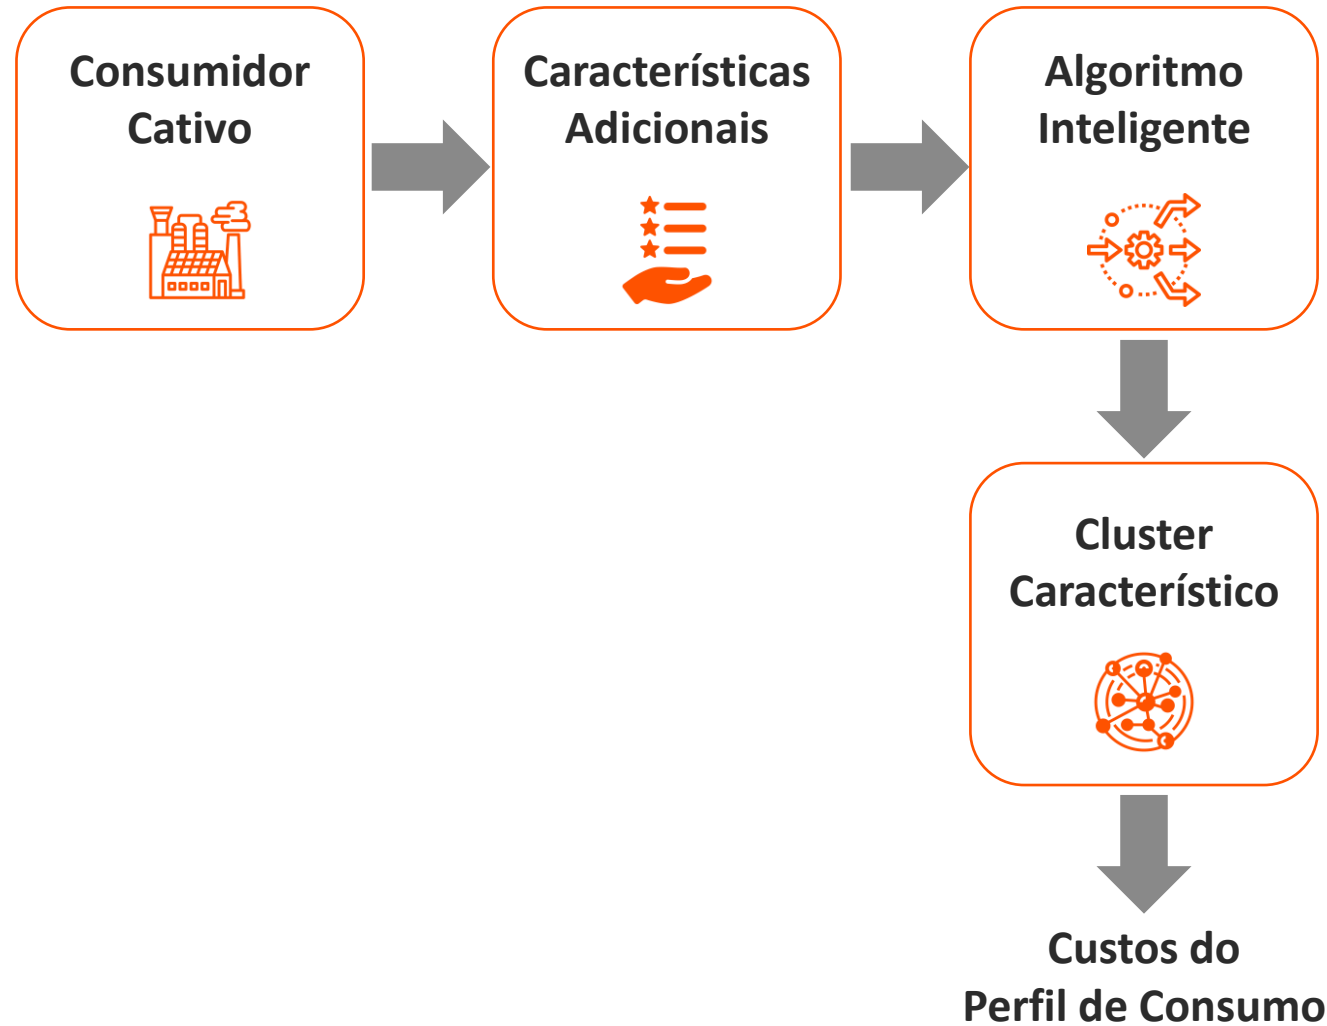 Consumidor
Cativo
Características
Adicionais
Algoritmo
Inteligente
Cluster
Característico
Custos do
Perfil de Consumo